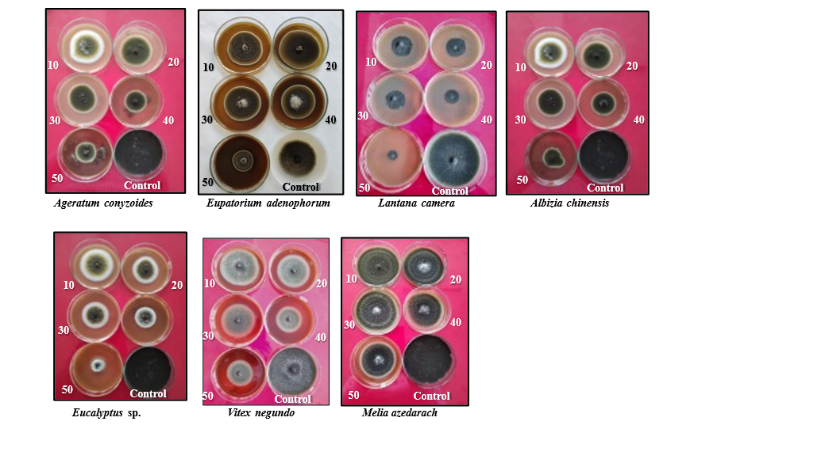 10 20
30 40
50 Control
Ageratum conyzoides
10 20
30 40
50 Control
Eupatorium adenophorum
10 20
30 40
50 Control
Lantana camera
10 20
30 40
50 Control
Albizia chinensis
10 20
30 40
50 Control
Eucalyptus sp.
10 20
30 40
50 Control
Vitex negundo
10 20
30 40
50 Control
Melia azedarach